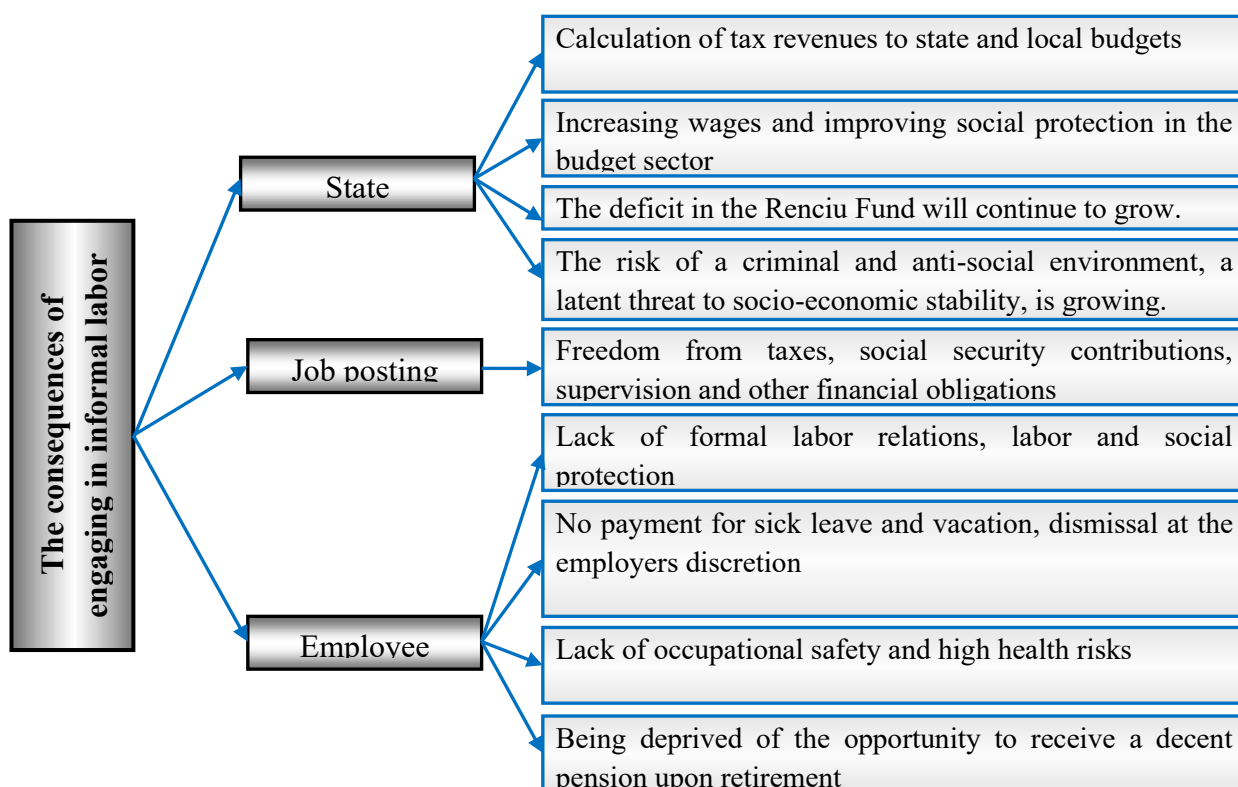 The consequences of
engaging in informal labor
State
Job posting
Employee
Calculation of tax revenues to state and local budgets
Increasing wages and improving social protection in the
budget sector
The deficit in the Renciu Fund will continue to grow.
The risk of a criminal and anti-social environment, a
latent threat to socio-economic stability, is growing.
Freedom from taxes, social security contributions,
supervision and other financial obligations
Lack of formal labor relations, labor and social
protection
No payment for sick leave and vacation, dismissal at the
employers discretion
Lack of occupational safety and high health risks
Being deprived of the opportunity to receive a decent
pension upon retirement